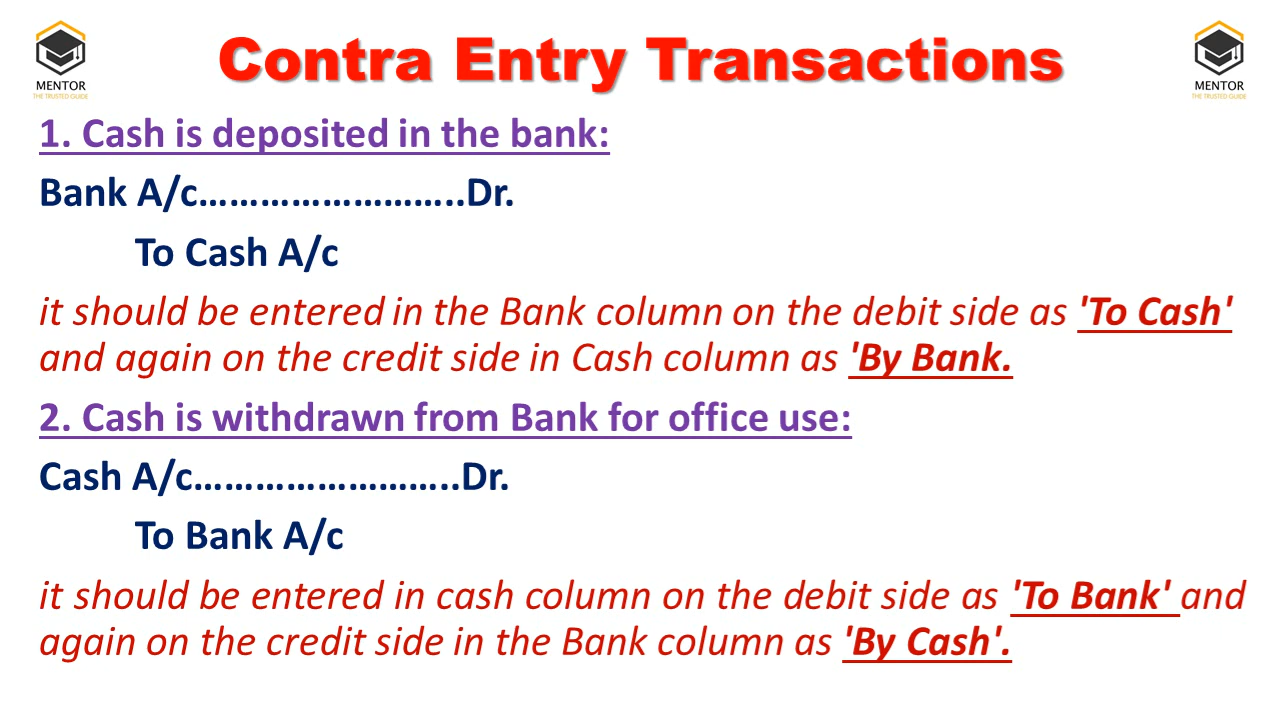 MENTOR
THE TRUSTED GUIDE
Contra Entry Transactions
MENTOR
THE TRUSTED GUIDE
1. Cash is deposited in the bank:
Bank A/c……………………..Dr.
To Cash A/c
it should be entered in the Bank column on the debit side as 'To Cash'
and again on the credit side in Cash column as 'By Bank.
2. Cash is withdrawn from Bank for office use:
Cash A/c……………………..Dr.
To Bank A/c
it should be entered in cash column on the debit side as 'To Bank' and
again on the credit side in the Bank column as 'By Cash'.